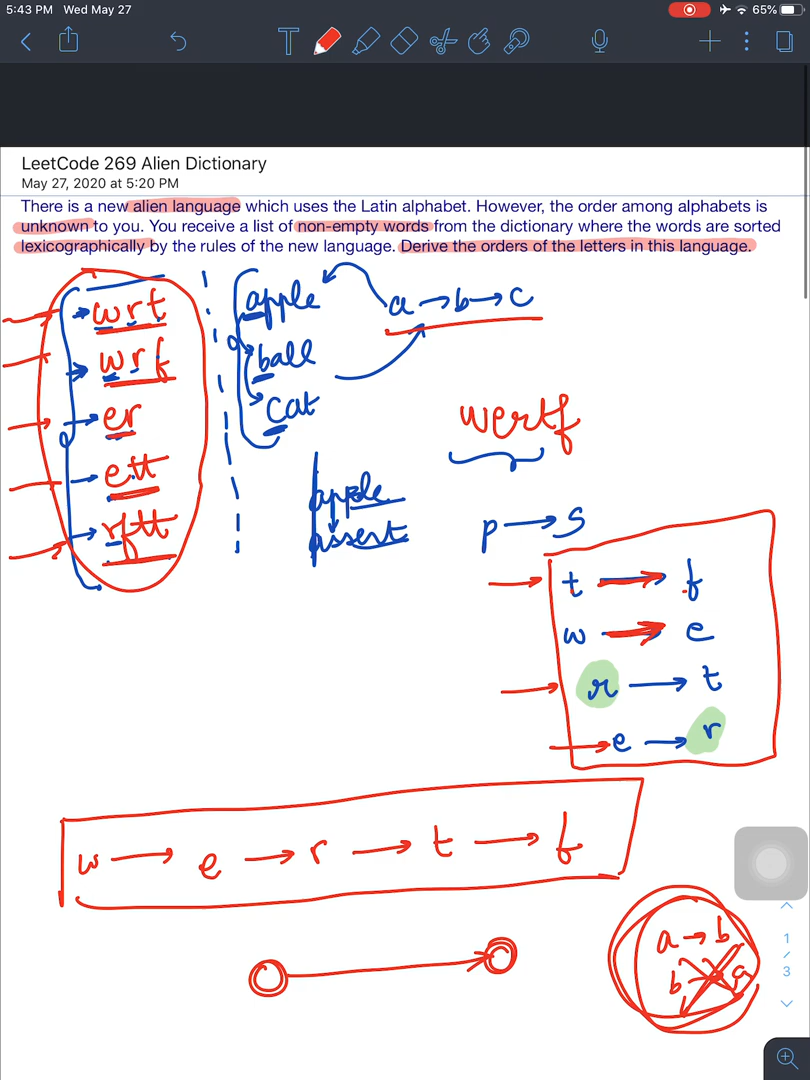 5:43 PM Wed May 27
65%
LeetCode 269 Alien Dictionary
May 27, 2020 at 5:20 PM
There is a new alien language which uses the Latin alphabet. However, the order among alphabets is
unknown to you. You receive a list of non-empty words from the dictionary where the words are sorted
lexicographically by the rules of the new language. Derive the orders of the letters in this language.
wrt
wrf
er
ett
rftt
apple
ball
cat
a → b → c
apple
assert
wertf
p → s
t → f
w → e
r → t
e → r
w → e → r → t → f
a → b
b → a
1
/
3